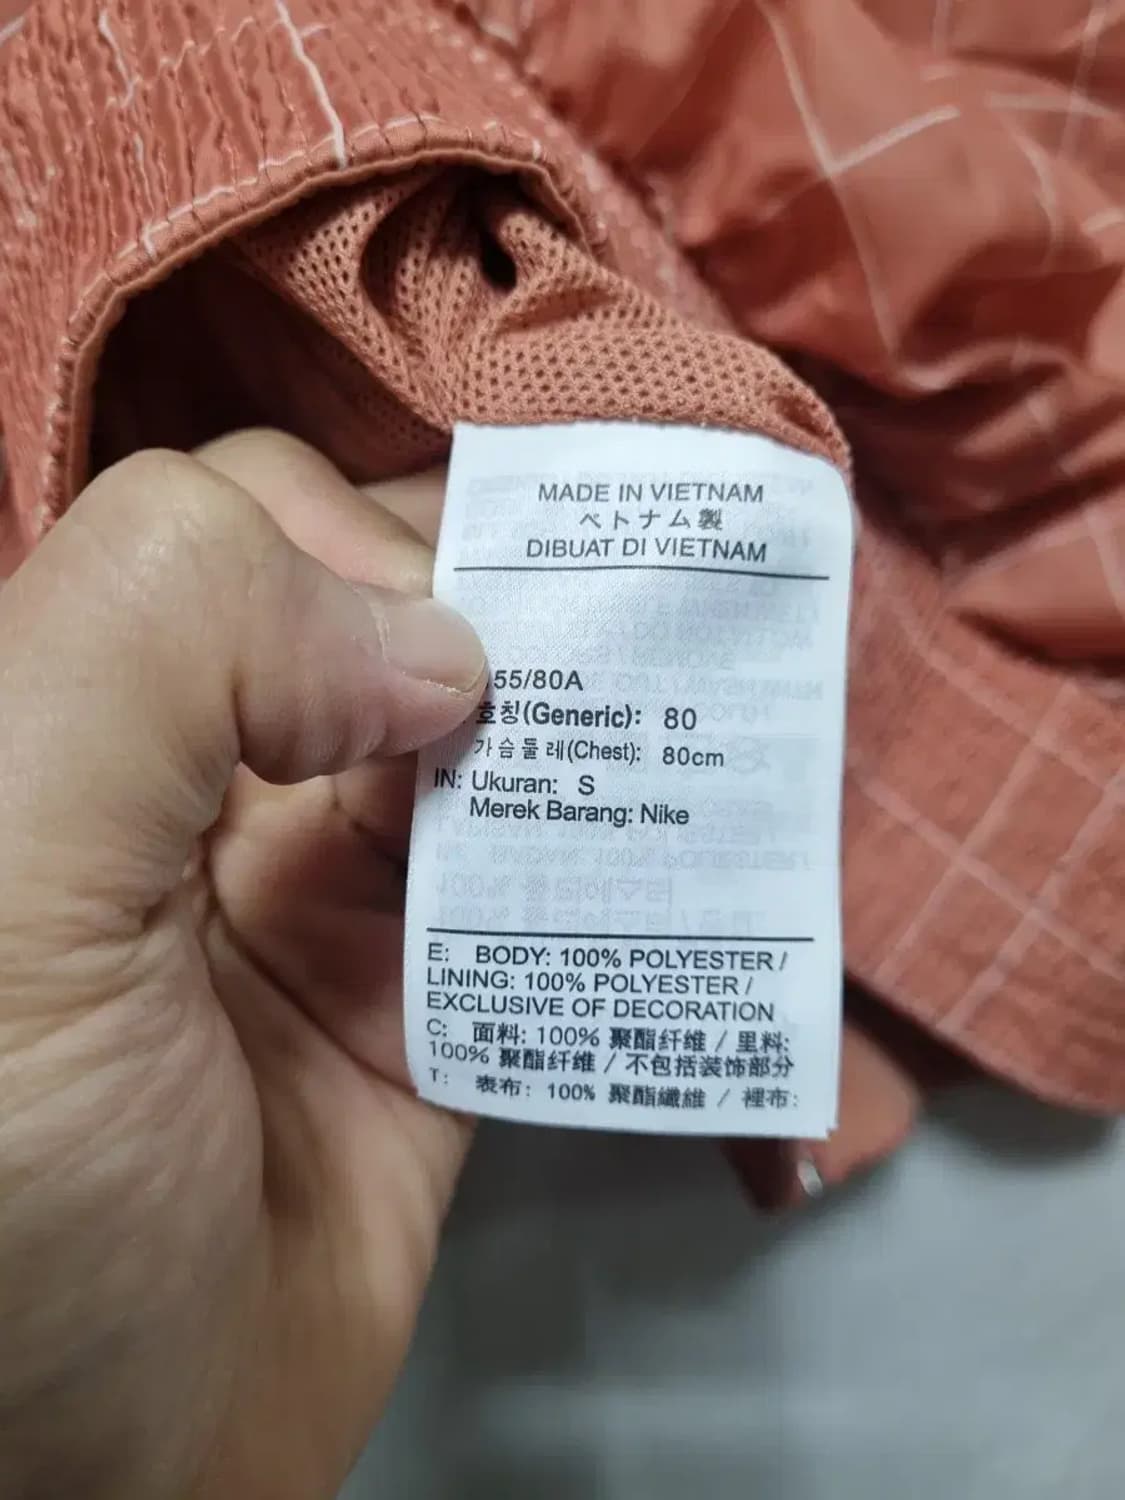 MADE IN VIETNAM
ベトナム製
DIBUAT DI VIETNAM
55/80A
호칭(Generic): 80
가슴둘레(Chest): 80cm
IN: Ukuran: S
Merek Barang: Nike
E: BODY: 100% POLYESTER /
LINING: 100% POLYESTER /
EXCLUSIVE OF DECORATION
C: 面料: 100% 聚酯纤维 / 里料:
100% 聚酯纤维 / 不包括装饰部分
T: 表布: 100% 聚酯纖維 / 裡布: